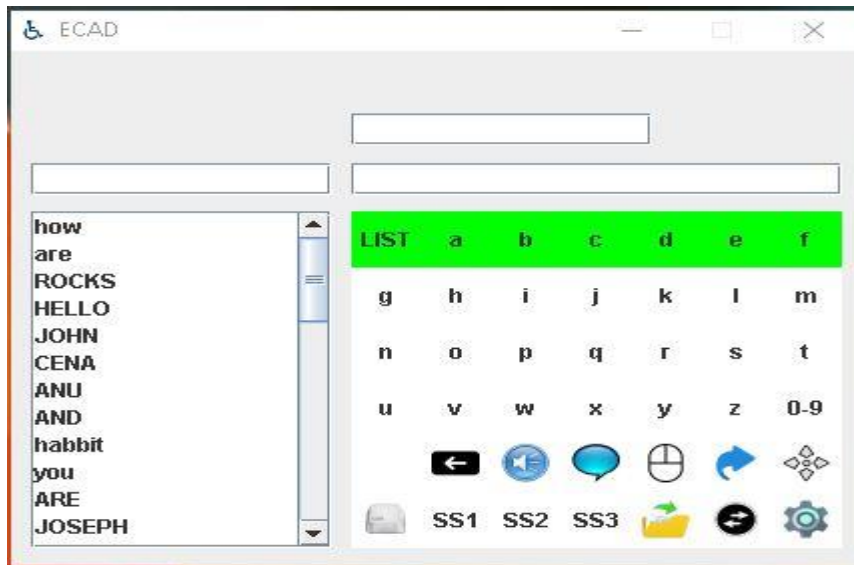 ECAD
how
are
ROCKS
HELLO
JOHN
CENA
ANU
AND
habbit
you
ARE
JOSEPH
LIST a b c d e f
g h i j k l m
n o p q r s t
u v w x y z 0-9
SS1 SS2 SS3